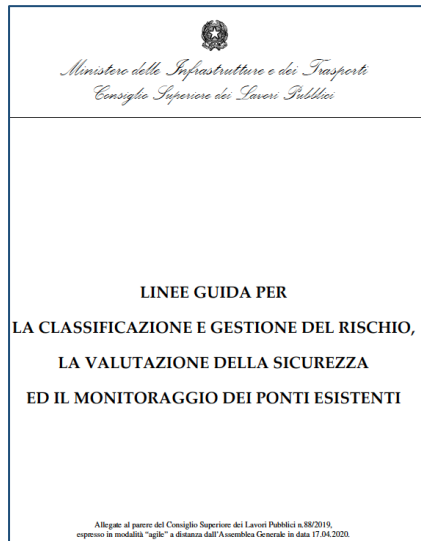 Ministero delle Infrastrutture e dei Trasporti
Consiglio Superiore dei Lavori Pubblici
LINEE GUIDA PER
LA CLASSIFICAZIONE E GESTIONE DEL RISCHIO,
LA VALUTAZIONE DELLA SICUREZZA
ED IL MONITORAGGIO DEI PONTI ESISTENTI
Allegate al parere del Consiglio Superiore dei Lavori Pubblici n.88/2019,
espresso in modalità "agile" a distanza dall'Assemblea Generale in data 17.04.2020.